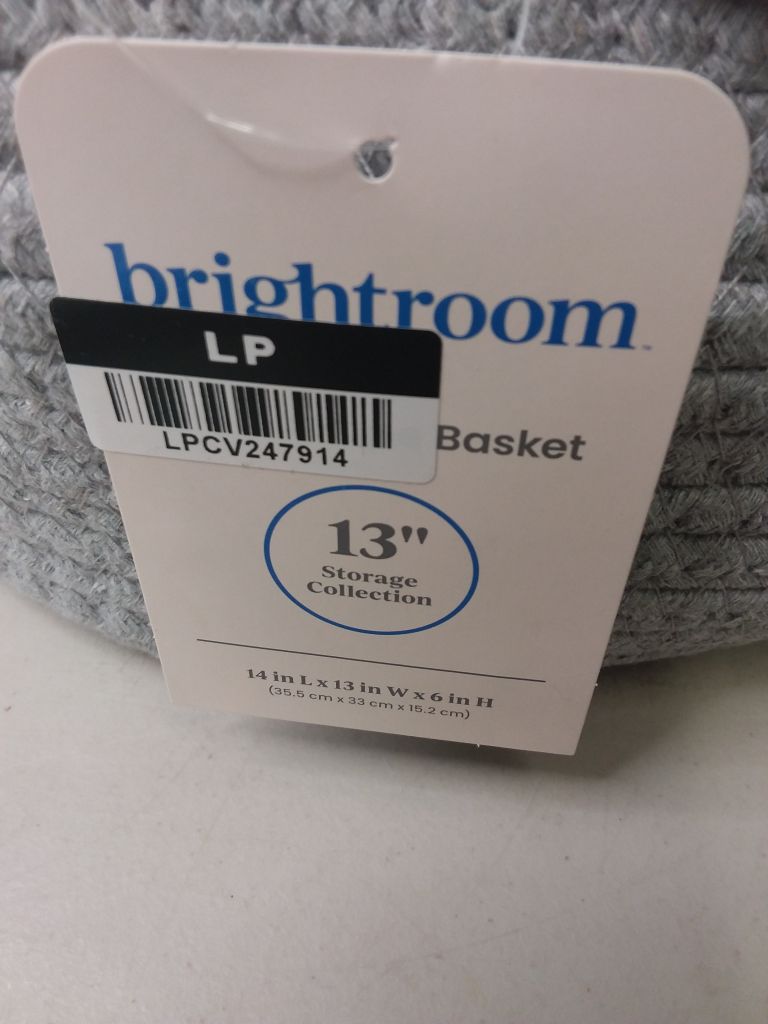 brightroom™
LP
LPCV247914
Basket
13"
Storage
Collection
14 in L x 13 in W x 6 in H
(35.5 cm x 33 cm x 15.2 cm)